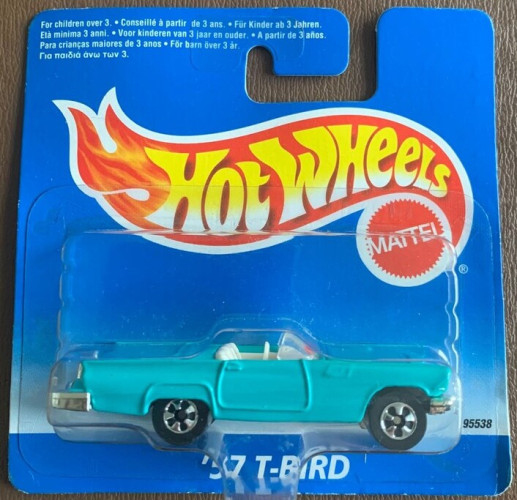 For children over 3. • Conseillé à partir de 3 ans. • Für Kinder ab 3 Jahren.
Età minima 3 anni. • Voor kinderen van 3 jaar en ouder. • A partir de 3 años.
Para crianças maiores de 3 anos • För barn över 3 år.
Για παιδιά άνω των 3.
HOT WHEELS
MATTEL
®
95538
'57 T-BIRD